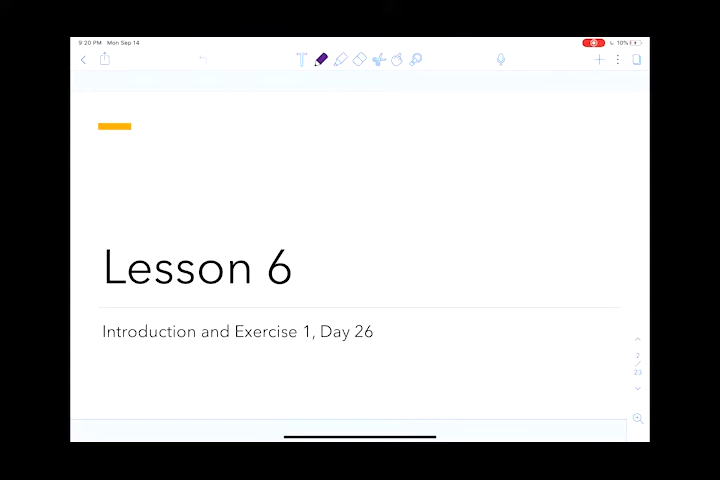 9:20 PM Mon Sep 14
10%
T
Lesson 6
Introduction and Exercise 1, Day 26
2
/
23